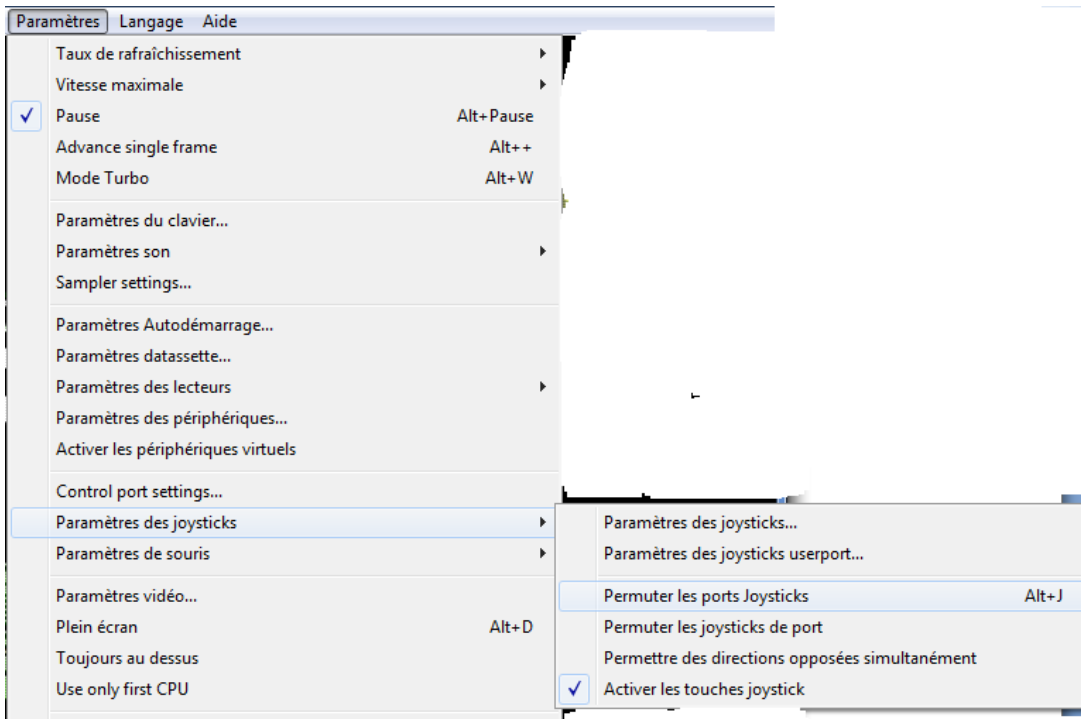 Paramètres Langage Aide
Taux de rafraîchissement
Vitesse maximale
Pause Alt+Pause
Advance single frame Alt++
Mode Turbo Alt+W
Paramètres du clavier...
Paramètres son
Sampler settings...
Paramètres Autodémarrage...
Paramètres datassette...
Paramètres des lecteurs
Paramètres des périphériques...
Activer les périphériques virtuels
Control port settings...
Paramètres des joysticks
Paramètres de souris
Paramètres vidéo...
Plein écran Alt+D
Toujours au dessus
Use only first CPU
Paramètres des joysticks...
Paramètres des joysticks userport...
Permuter les ports Joysticks Alt+J
Permuter les joysticks de port
Permettre des directions opposées simultanément
Activer les touches joystick